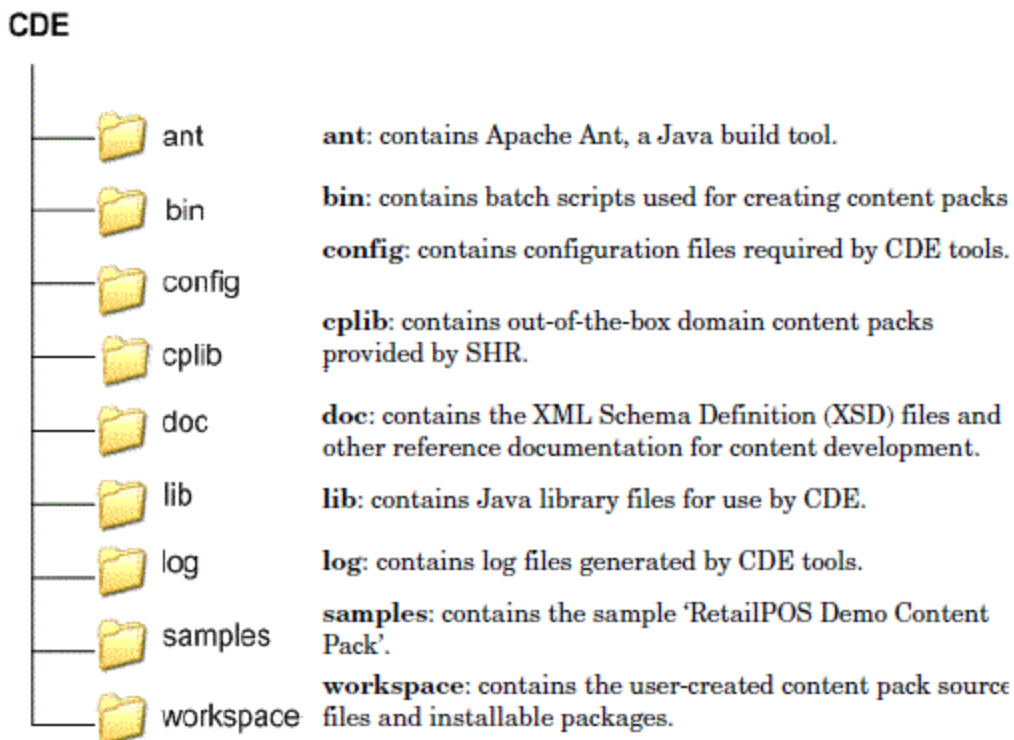 CDE
ant
ant: contains Apache Ant, a Java build tool.
bin
bin: contains batch scripts used for creating content packs
config
config: contains configuration files required by CDE tools.
cplib
cplib: contains out-of-the-box domain content packs
provided by SHR.
doc
doc: contains the XML Schema Definition (XSD) files and
other reference documentation for content development.
lib
lib: contains Java library files for use by CDE.
log
log: contains log files generated by CDE tools.
samples
samples: contains the sample ‘RetailPOS Demo Content
Pack’.
workspace
workspace: contains the user-created content pack source
files and installable packages.